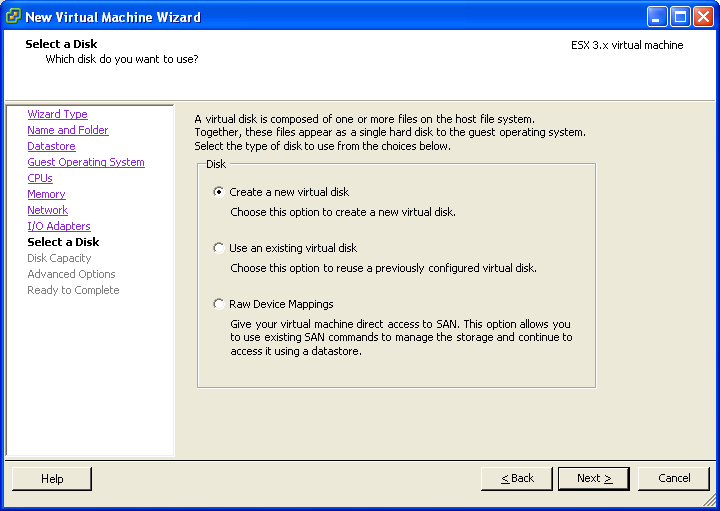 New Virtual Machine Wizard
Select a Disk
Which disk do you want to use?
ESX 3.x virtual machine
Wizard Type
Name and Folder
Datastore
Guest Operating System
CPUs
Memory
Network
I/O Adapters
Select a Disk
Disk Capacity
Advanced Options
Ready to Complete
A virtual disk is composed of one or more files on the host file system.
Together, these files appear as a single hard disk to the guest operating system.
Select the type of disk to use from the choices below.
Disk
Create a new virtual disk
Choose this option to create a new virtual disk.
Use an existing virtual disk
Choose this option to reuse a previously configured virtual disk.
Raw Device Mappings
Give your virtual machine direct access to SAN. This option allows you
to use existing SAN commands to manage the storage and continue to
access it using a datastore.
Help
< Back
Next >
Cancel